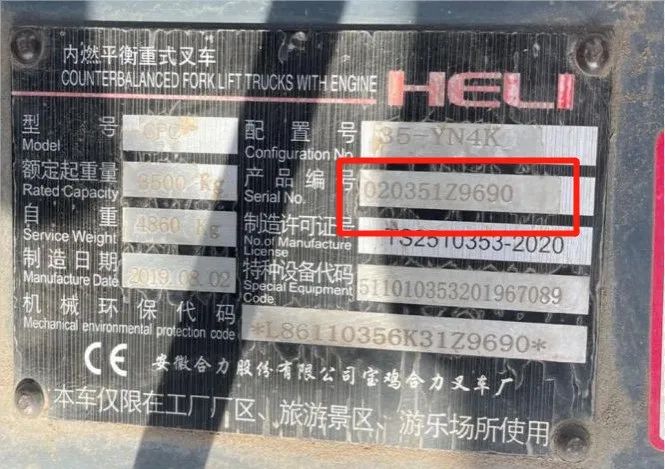 内燃平衡重式叉车
COUNTERBALANCED FORK LIFT TRUCKS WITH ENGINE
HELI
型号 CPC 配置号 35-YN4K
Model Configuration No.
额定起重量 3500 Kg 产品编号 020351Z9690
Rated Capacity Serial No.
自重 4860 Kg 制造许可证号 TS2510353-2020
Service Weight No.of Manufacture License
制造日期 2019.08.02 特种设备代码 511010353201967089
Manufacture Date Special Equipment Code
机械环保代码 *L86110356K31Z9690*
Mechanical environmental protection code
CE 安徽合力股份有限公司宝鸡合力叉车厂
本车仅限在工厂厂区、旅游景区、游乐场所使用